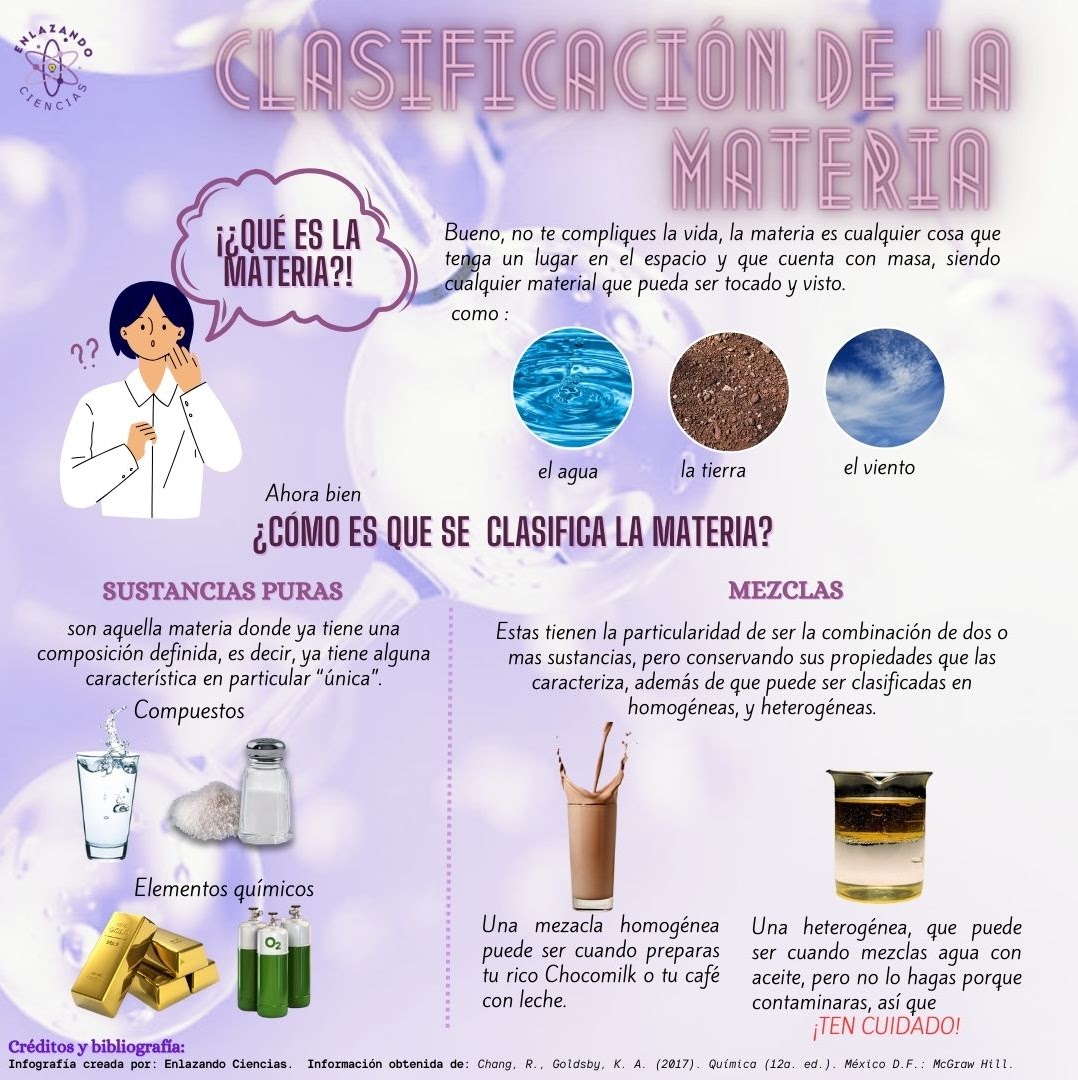 ENLAZANDO
CIENCIAS
CLASIFICACIÓN DE LA
MATERIA
¡¿QUÉ ES LA
MATERIA?!
??
Bueno, no te compliques la vida, la materia es cualquier cosa que
tenga un lugar en el espacio y que cuenta con masa, siendo
cualquier material que pueda ser tocado y visto.
como :
el agua
la tierra
el viento
Ahora bien
¿CÓMO ES QUE SE CLASIFICA LA MATERIA?
SUSTANCIAS PURAS
son aquella materia donde ya tiene una
composición definida, es decir, ya tiene alguna
característica en particular “única”.
Compuestos
Elementos químicos
GOLD
O2
MEZCLAS
Estas tienen la particularidad de ser la combinación de dos o
mas sustancias, pero conservando sus propiedades que las
caracteriza, además de que puede ser clasificadas en
homogéneas, y heterogéneas.
Una mezacla homogénea
puede ser cuando preparas
tu rico Chocomilk o tu café
con leche.
Una heterogénea, que puede
ser cuando mezclas agua con
aceite, pero no lo hagas porque
contaminaras, así que
¡TEN CUIDADO!
Créditos y bibliografía:
Infografía creada por: Enlazando Ciencias. Información obtenida de: Chang, R., Goldsby, K. A. (2017). Química (12a. ed.). México D.F.: McGraw Hill.